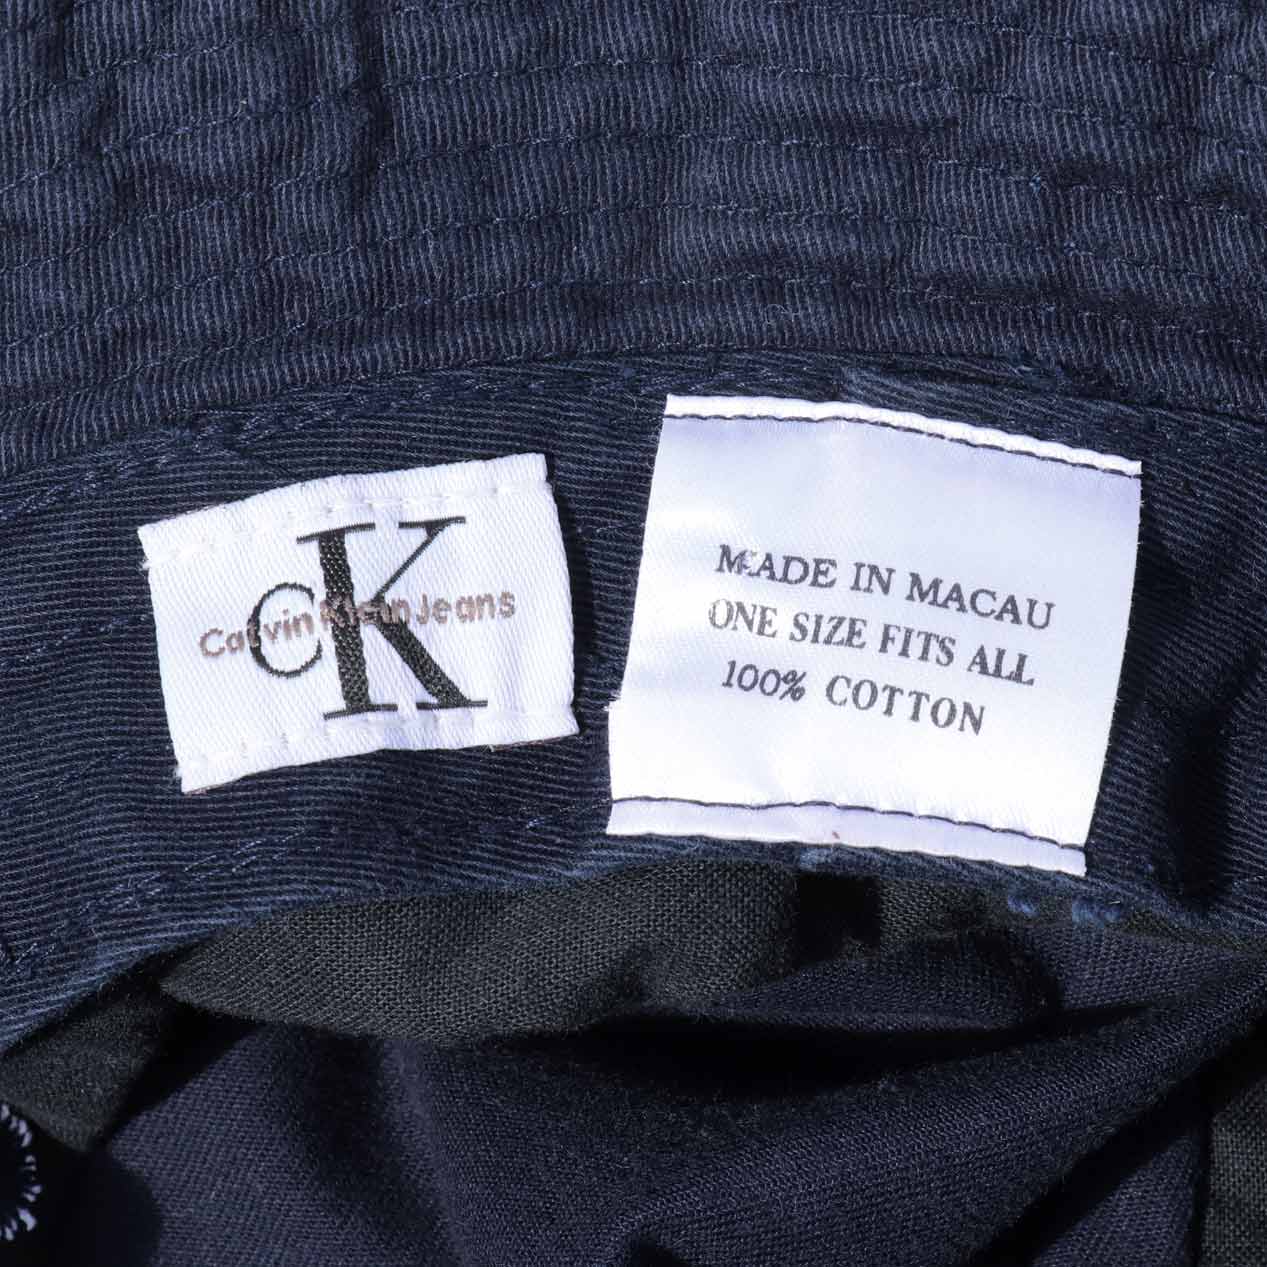 CK
Calvin Klein Jeans
MADE IN MACAU
ONE SIZE FITS ALL
100% COTTON